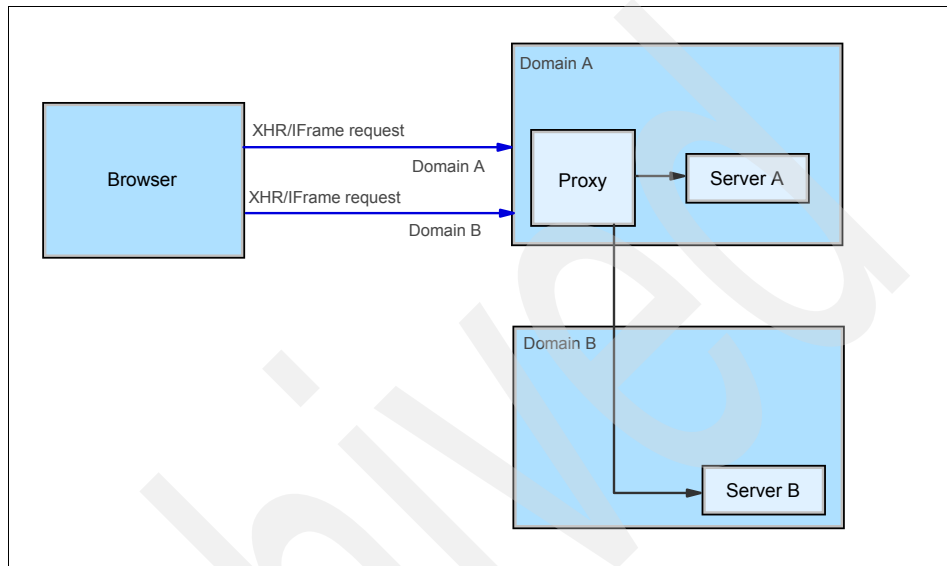 Domain A
XHR/IFrame request
Browser
Domain A
Proxy
Server A
XHR/IFrame request
Domain B
Domain B
Server B